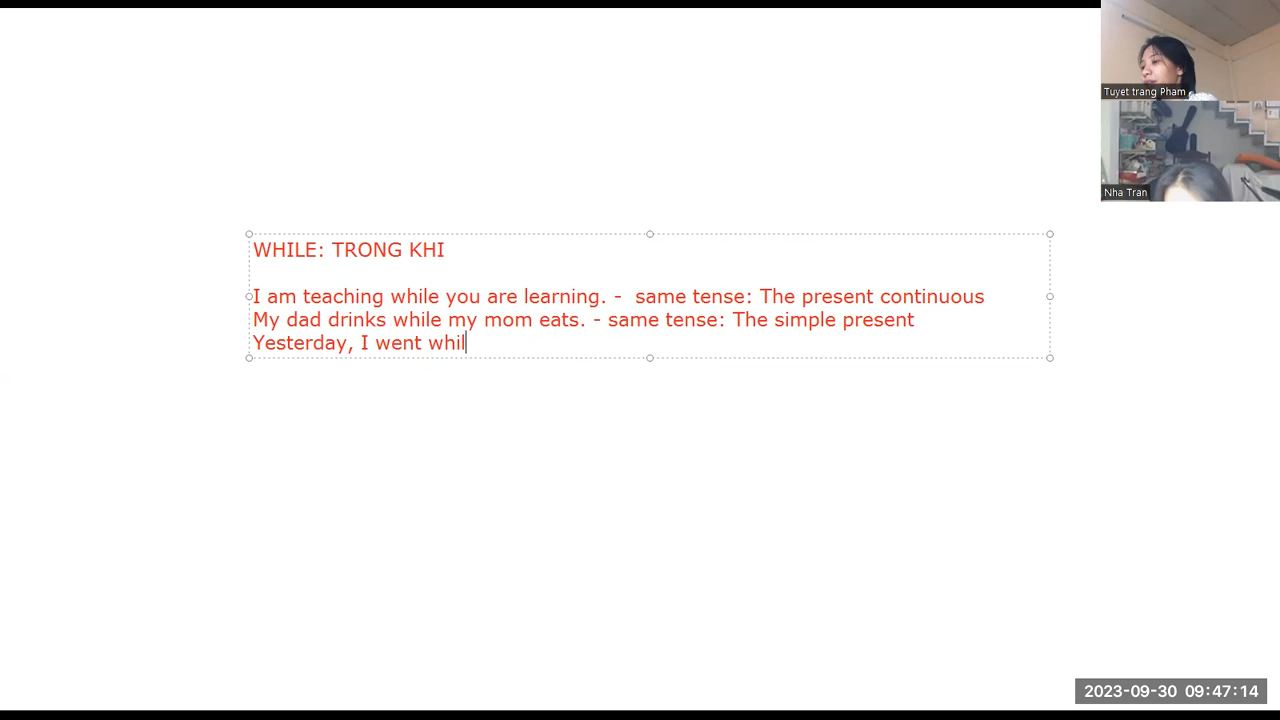 Tuyet trang Pham
Nha Tran
WHILE: TRONG KHI
I am teaching while you are learning. -  same tense: The present continuous
My dad drinks while my mom eats. - same tense: The simple present
Yesterday, I went whil
2023-09-30 09:47:14